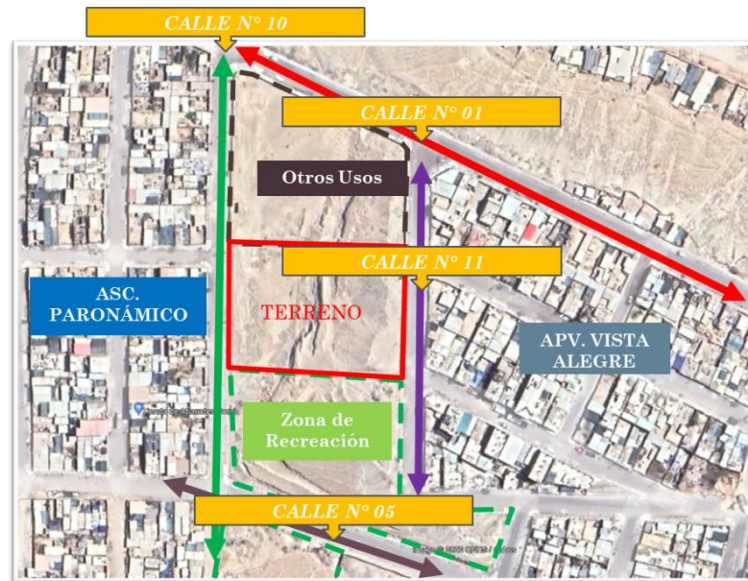 CALLE N° 10
CALLE N° 01
Otros Usos
CALLE N° 11
ASC.
PARONÁMICO
TERRENO
APV. VISTA
ALEGRE
Zona de
Recreación
CALLE N° 05